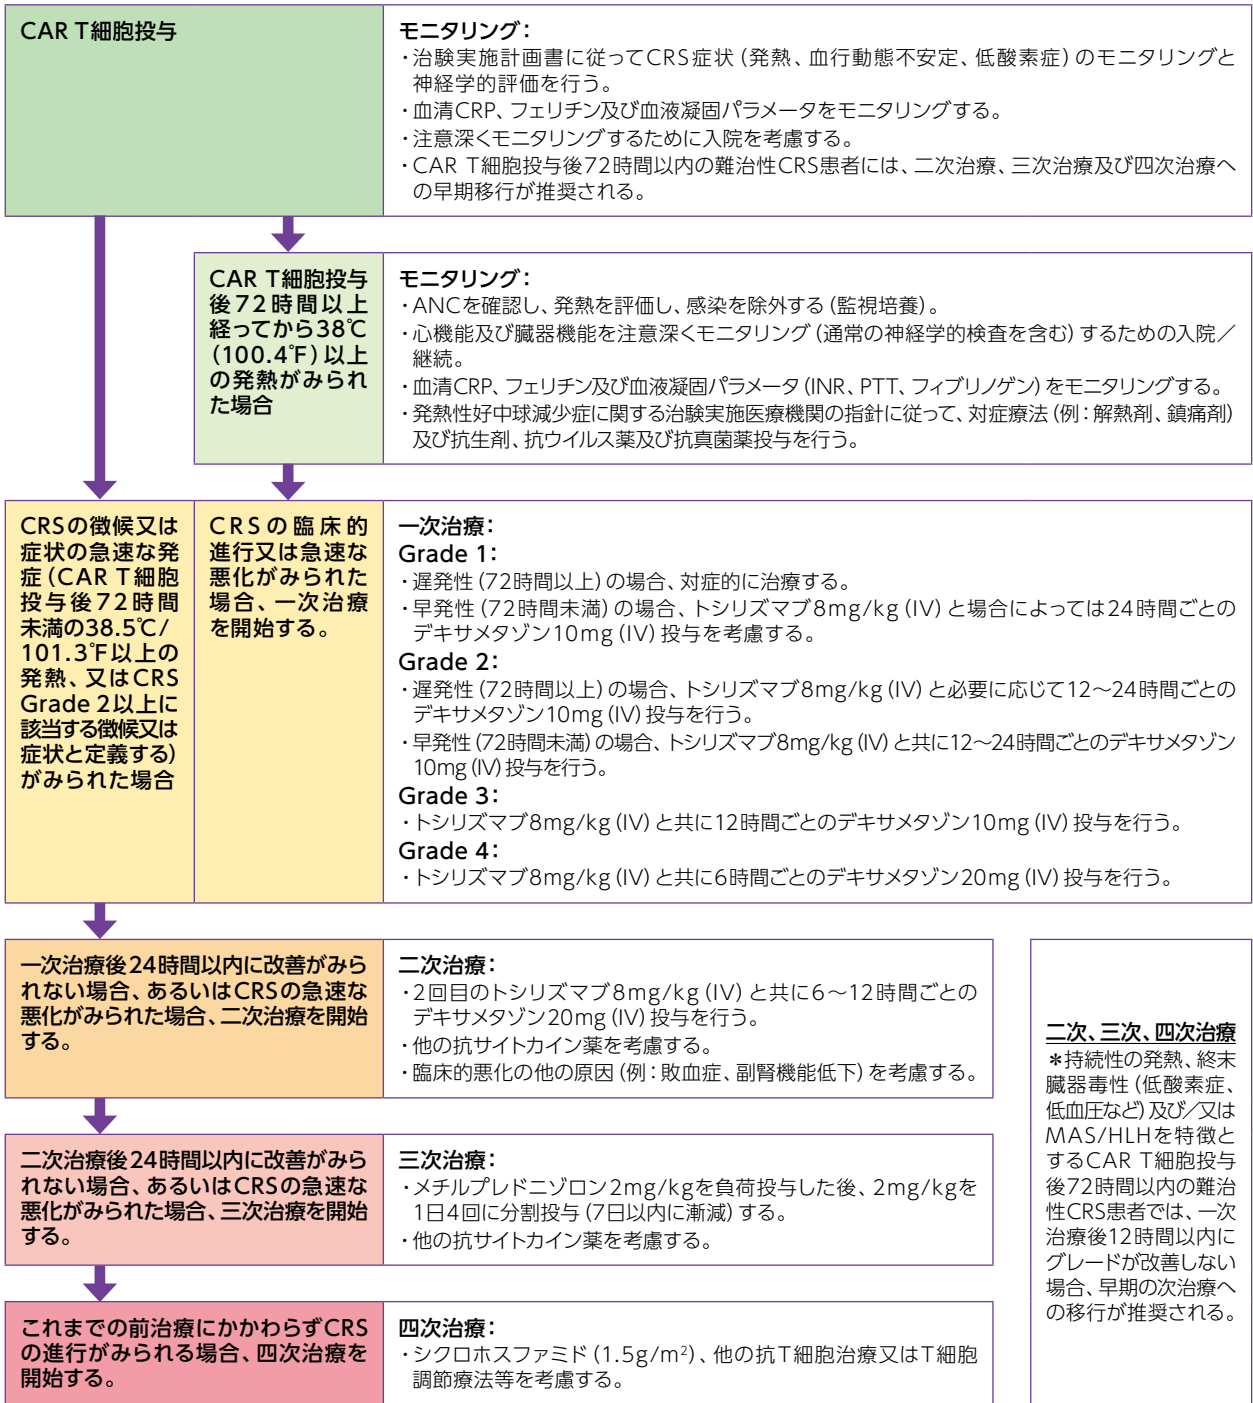 CAR T細胞投与
モニタリング：
・治験実施計画書に従ってCRS症状（発熱、血行動態不安定、低酸素症）のモニタリングと
神経学的評価を行う。
・血清CRP、フェリチン及び血液凝固パラメータをモニタリングする。
・注意深くモニタリングするために入院を考慮する。
・CAR T細胞投与後72時間以内の難治性CRS患者には、二次治療、三次治療及び四次治療へ
の早期移行が推奨される。
CAR T細胞投与
後72時間以上
経ってから38℃
（100.4°F）以上
の発熱がみられ
た場合
モニタリング：
・ANCを確認し、発熱を評価し、感染を除外する（監視培養）。
・心機能及び臓器機能を注意深くモニタリング（通常の神経学的検査を含む）するための入院／
継続。
・血清CRP、フェリチン及び血液凝固パラメータ（INR、PTT、フィブリノゲン）をモニタリングする。
・発熱性好中球減少症に関する治験実施医療機関の指針に従って、対症療法（例：解熱剤、鎮痛剤）
及び抗生剤、抗ウイルス薬及び抗真菌薬投与を行う。
CRSの徴候又は
症状の急速な発
症（CAR T細胞
投与後72時間
未満の38.5℃/
101.3°F以上の
発熱、又はCRS
Grade 2以上に
該当する徴候又は
症状と定義する）
がみられた場合
CRSの臨床的
進行又は急速な
悪化がみられた
場合、一次治療
を開始する。
一次治療：
Grade 1：
・遅発性（72時間以上）の場合、対症的に治療する。
・早発性（72時間未満）の場合、トシリズマブ8mg/kg（IV）と場合によっては24時間ごとの
デキサメタゾン10mg（IV）投与を考慮する。
Grade 2：
・遅発性（72時間以上）の場合、トシリズマブ8mg/kg（IV）と必要に応じて12～24時間ごとの
デキサメタゾン10mg（IV）投与を行う。
・早発性（72時間未満）の場合、トシリズマブ8mg/kg（IV）と共に12～24時間ごとのデキサメタゾン
10mg（IV）投与を行う。
Grade 3：
・トシリズマブ8mg/kg（IV）と共に12時間ごとのデキサメタゾン10mg（IV）投与を行う。
Grade 4：
・トシリズマブ8mg/kg（IV）と共に6時間ごとのデキサメタゾン20mg（IV）投与を行う。
一次治療後24時間以内に改善がみら
れない場合、あるいはCRSの急速な
悪化がみられた場合、二次治療を開始
する。
二次治療：
・2回目のトシリズマブ8mg/kg（IV）と共に6～12時間ごとの
デキサメタゾン20mg（IV）投与を行う。
・他の抗サイトカイン薬を考慮する。
・臨床的悪化の他の原因（例：敗血症、副腎機能低下）を考慮する。
二次治療後24時間以内に改善がみら
れない場合、あるいはCRSの急速な
悪化がみられた場合、三次治療を開始
する。
三次治療：
・メチルプレドニゾロン2mg/kgを負荷投与した後、2mg/kgを
1日4回に分割投与（7日以内に漸減）する。
・他の抗サイトカイン薬を考慮する。
これまでの前治療にかかわらずCRS
の進行がみられる場合、四次治療を
開始する。
四次治療：
・シクロホスファミド（1.5g/m²）、他の抗T細胞治療又はT細胞
調節療法等を考慮する。
二次、三次、四次治療
＊持続性の発熱、終末
臓器毒性（低酸素症、
低血圧など）及び／又は
MAS/HLHを特徴と
するCAR T細胞投与
後72時間以内の難治
性CRS患者では、一次
治療後12時間以内に
グレードが改善しない
場合、早期の次治療へ
の移行が推奨される。